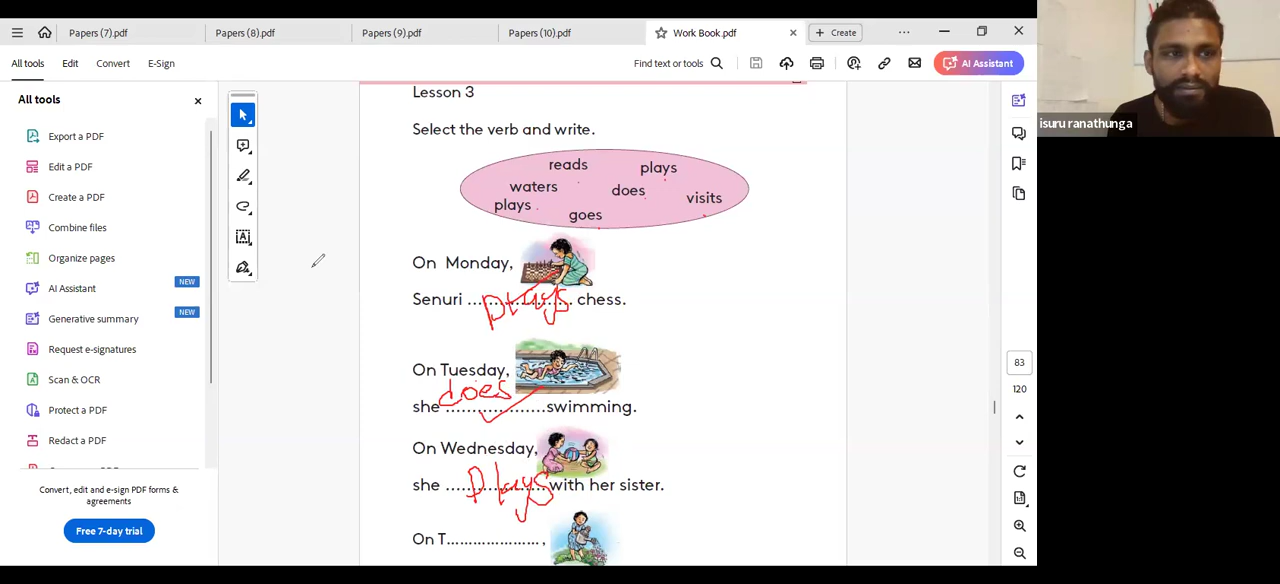 Papers (7).pdf
Papers (8).pdf
Papers (9).pdf
Papers (10).pdf
Work Book.pdf
Create
All tools
Edit
Convert
E-Sign
Find text or tools
AI Assistant
All tools
Export a PDF
Edit a PDF
Create a PDF
Combine files
Organize pages
AI Assistant NEW
Generative summary NEW
Request e-signatures
Scan & OCR
Protect a PDF
Redact a PDF
Convert, edit and e-sign PDF forms &
agreements
Free 7-day trial
Lesson 3
Select the verb and write.
reads plays
waters does
plays visits
goes
On Monday,
Senuri ..........plays.......... chess.
On Tuesday,
does
she ......................swimming.
On Wednesday,
she ......plays......with her sister.
On T..................... ,
isuru ranathunga
83
120